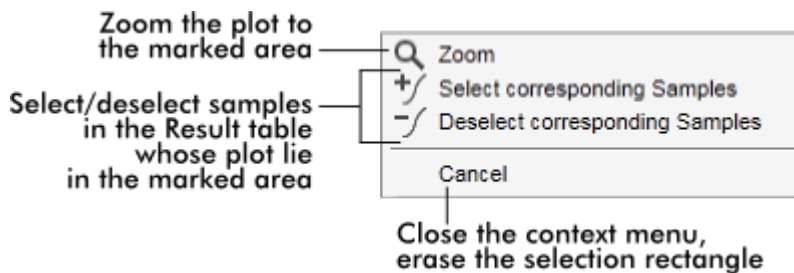 Zoom the plot to
the marked area
Zoom
Select corresponding Samples
Select/deselect samples
in the Result table
whose plot lie
in the marked area
Deselect corresponding Samples
Cancel
Close the context menu,
erase the selection rectangle